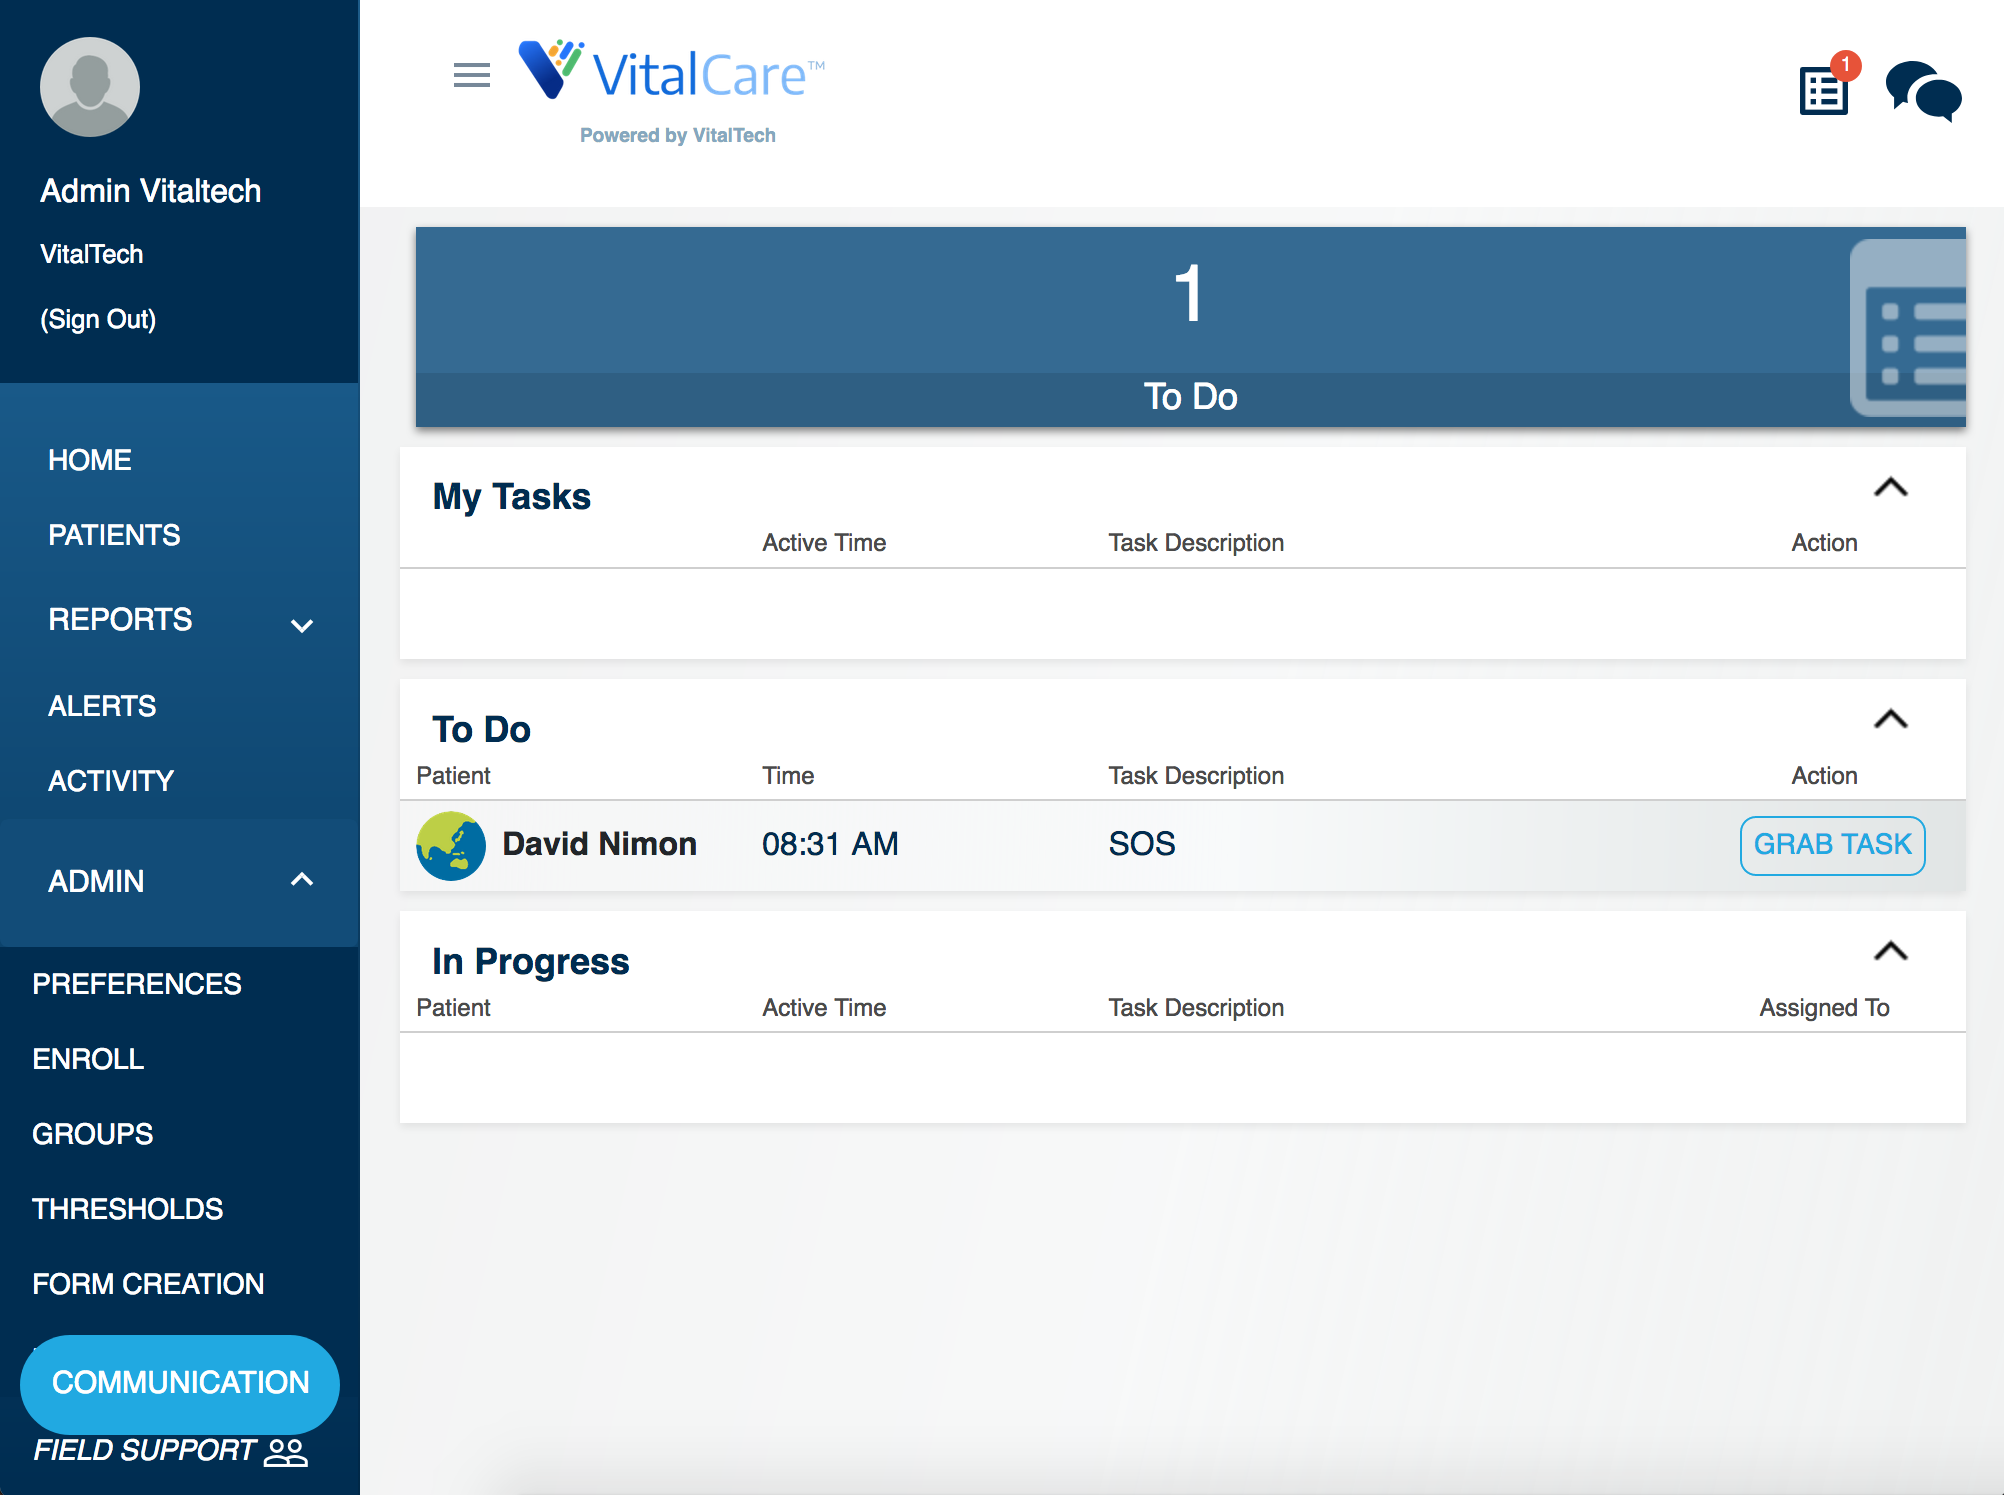 Admin Vitaltech
VitalTech
(Sign Out)
HOME
PATIENTS
REPORTS
ALERTS
ACTIVITY
ADMIN
PREFERENCES
ENROLL
GROUPS
THRESHOLDS
FORM CREATION
COMMUNICATION
FIELD SUPPORT
VitalCare™
Powered by VitalTech
1
1
To Do
My Tasks
Active Time Task Description Action
To Do
Patient Time Task Description Action
David Nimon 08:31 AM SOS GRAB TASK
In Progress
Patient Active Time Task Description Assigned To